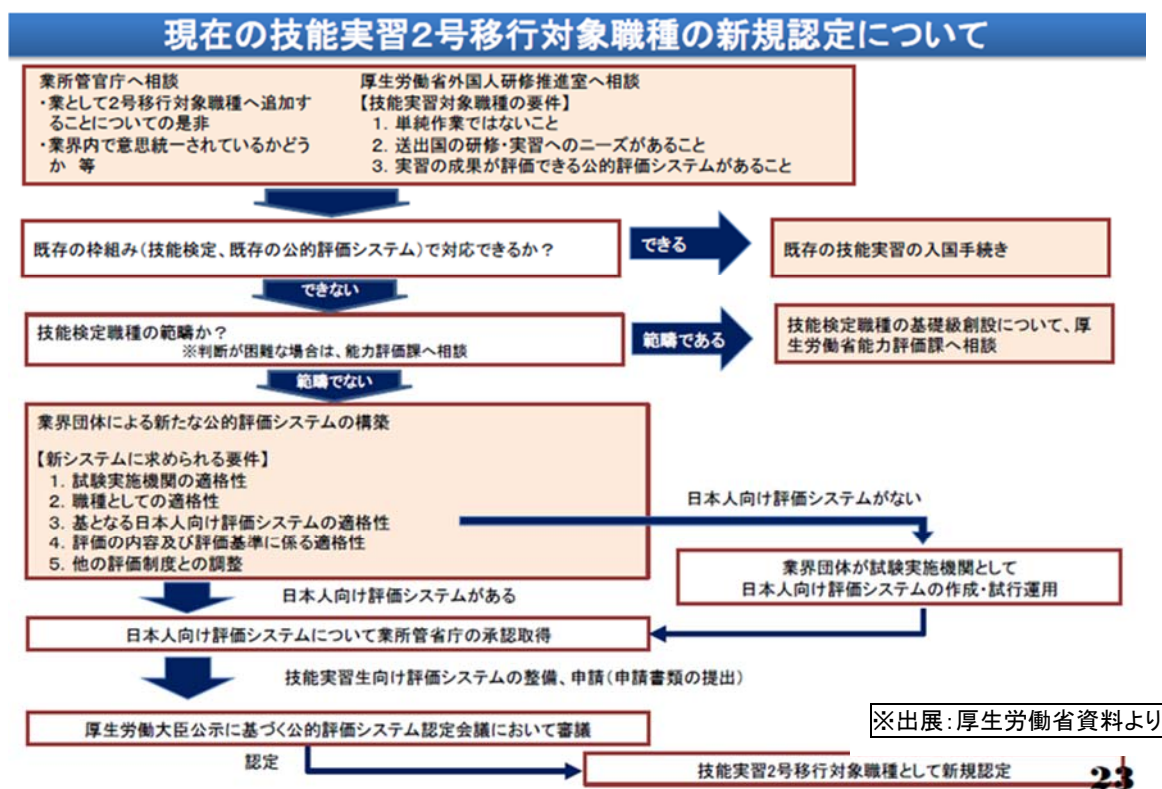 現在の技能実習2号移行対象職種の新規認定について
業所管官庁へ相談
・業として2号移行対象職種へ追加す
ることについての是非
・業界内で意思統一されているかどう
か 等
厚生労働省外国人研修推進室へ相談
【技能実習対象職種の要件】
1. 単純作業ではないこと
2. 送出国の研修・実習へのニーズがあること
3. 実習の成果が評価できる公的評価システムがあること
既存の枠組み(技能検定、既存の公的評価システム)で対応できるか？
できる
既存の技能実習の入国手続き
できない
技能検定職種の範疇か？
※判断が困難な場合は、能力評価課へ相談
範疇である
技能検定職種の基礎級創設について、厚
生労働省能力評価課へ相談
範疇でない
業界団体による新たな公的評価システムの構築
【新システムに求められる要件】
1. 試験実施機関の適格性
2. 職種としての適格性
3. 基となる日本人向け評価システムの適格性
4. 評価の内容及び評価基準に係る適格性
5. 他の評価制度との調整
日本人向け評価システムがない
業界団体が試験実施機関として
日本人向け評価システムの作成・試行運用
日本人向け評価システムがある
日本人向け評価システムについて業所管省庁の承認取得
技能実習生向け評価システムの整備、申請(申請書類の提出)
厚生労働大臣公示に基づく公的評価システム認定会議において審議
※出展：厚生労働省資料より
認定
技能実習2号移行対象職種として新規認定
23